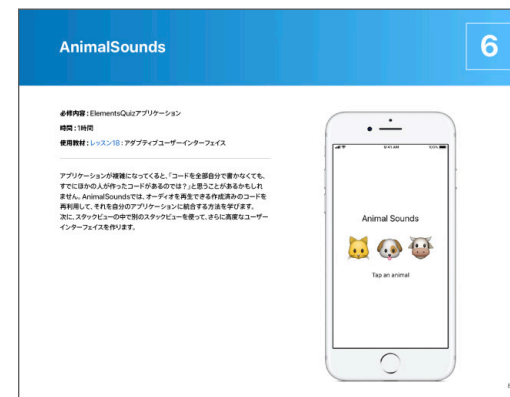 AnimalSounds
6
必修内容：ElementsQuizアプリケーション
時間：1時間
使用教材：レッスン18：アダプティブユーザーインターフェイス
アプリケーションが複雑になってくると、「コードを全部自分で書かなくても、
すでにほかの人が作ったコードがあるのでは？」と思うことがあるかもしれ
ません。AnimalSoundsでは、オーディオを再生できる作成済みのコードを
再利用して、それを自分のアプリケーションに統合する方法を学びます。
次に、スタックビューの中で別のスタックビューを使って、さらに高度なユーザー
インターフェイスを作ります。
9:41 AM
100%
Animal Sounds
Tap an animal